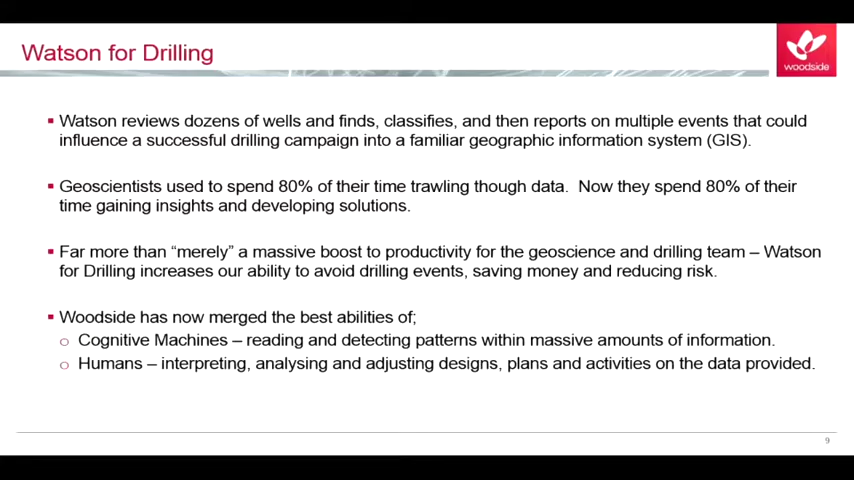 Watson for Drilling
woodside
▪ Watson reviews dozens of wells and finds, classifies, and then reports on multiple events that could
influence a successful drilling campaign into a familiar geographic information system (GIS).
▪ Geoscientists used to spend 80% of their time trawling though data. Now they spend 80% of their
time gaining insights and developing solutions.
▪ Far more than “merely” a massive boost to productivity for the geoscience and drilling team – Watson
for Drilling increases our ability to avoid drilling events, saving money and reducing risk.
▪ Woodside has now merged the best abilities of;
o Cognitive Machines – reading and detecting patterns within massive amounts of information.
o Humans – interpreting, analysing and adjusting designs, plans and activities on the data provided.
9